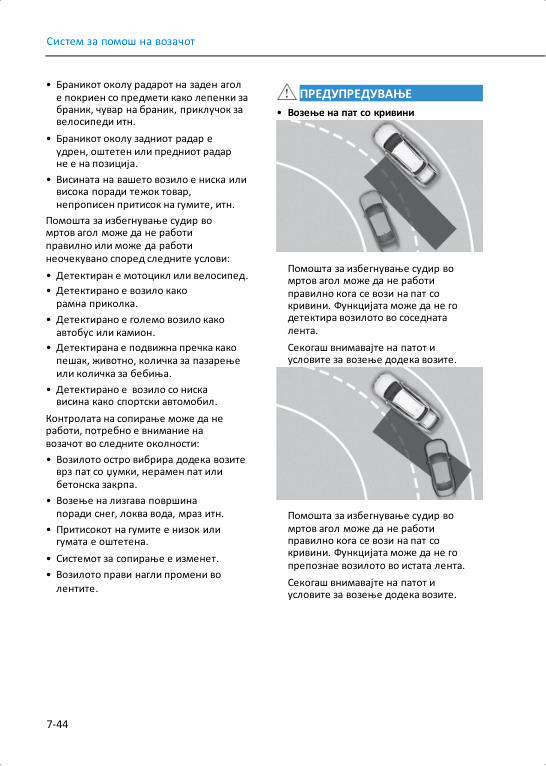 Систем за помош на возачот
• Браникот околу радарот на заден агол
е покриен со предмети како лепенки за
браник, чувар на браник, приклучок за
велосипеди итн.
• Браникот околу задниот радар е
удрен, оштетен или предниот радар
не е на позиција.
• Висината на вашето возило е ниска или
висока поради тежок товар,
непрописен притисок на гумите, итн.
Помошта за избегнување судир во
мртов агол може да не работи
правилно или може да работи
неочекувано според следните услови:
• Детектиран е мотоцикл или велосипед.
• Детектирано е возило како
рамна приколка.
• Детектирано е големо возило како
автобус или камион.
• Детектирана е подвижна пречка како
пешак, животно, количка за пазарење
или количка за бебиња.
• Детектирано е возило со ниска
висина како спортски автомобил.
Контролата на сопирање може да не
работи, потребно е внимание на
возачот во следните околности:
• Возилото остро вибрира додека возите
врз пат со џумки, нерамен пат или
бетонска закрпа.
• Возење на лизгава површина
поради снег, локва вода, мраз итн.
• Притисокот на гумите е низок или
гумата е оштетена.
• Системот за сопирање е изменет.
• Возилото прави нагли промени во
лентите.
ПРЕДУПРЕДУВАЊЕ
• Возење на пат со кривини
Помошта за избегнување судир во
мртов агол може да не работи
правилно кога се вози на пат со
кривини. Функцијата може да не го
детектира возилото во соседната
лента.
Секогаш внимавајте на патот и
условите за возење додека возите.
Помошта за избегнување судир во
мртов агол може да не работи
правилно кога се вози на пат со
кривини. Функцијата може да не го
препознае возилото во истата лента.
Секогаш внимавајте на патот и
условите за возење додека возите.
7-44